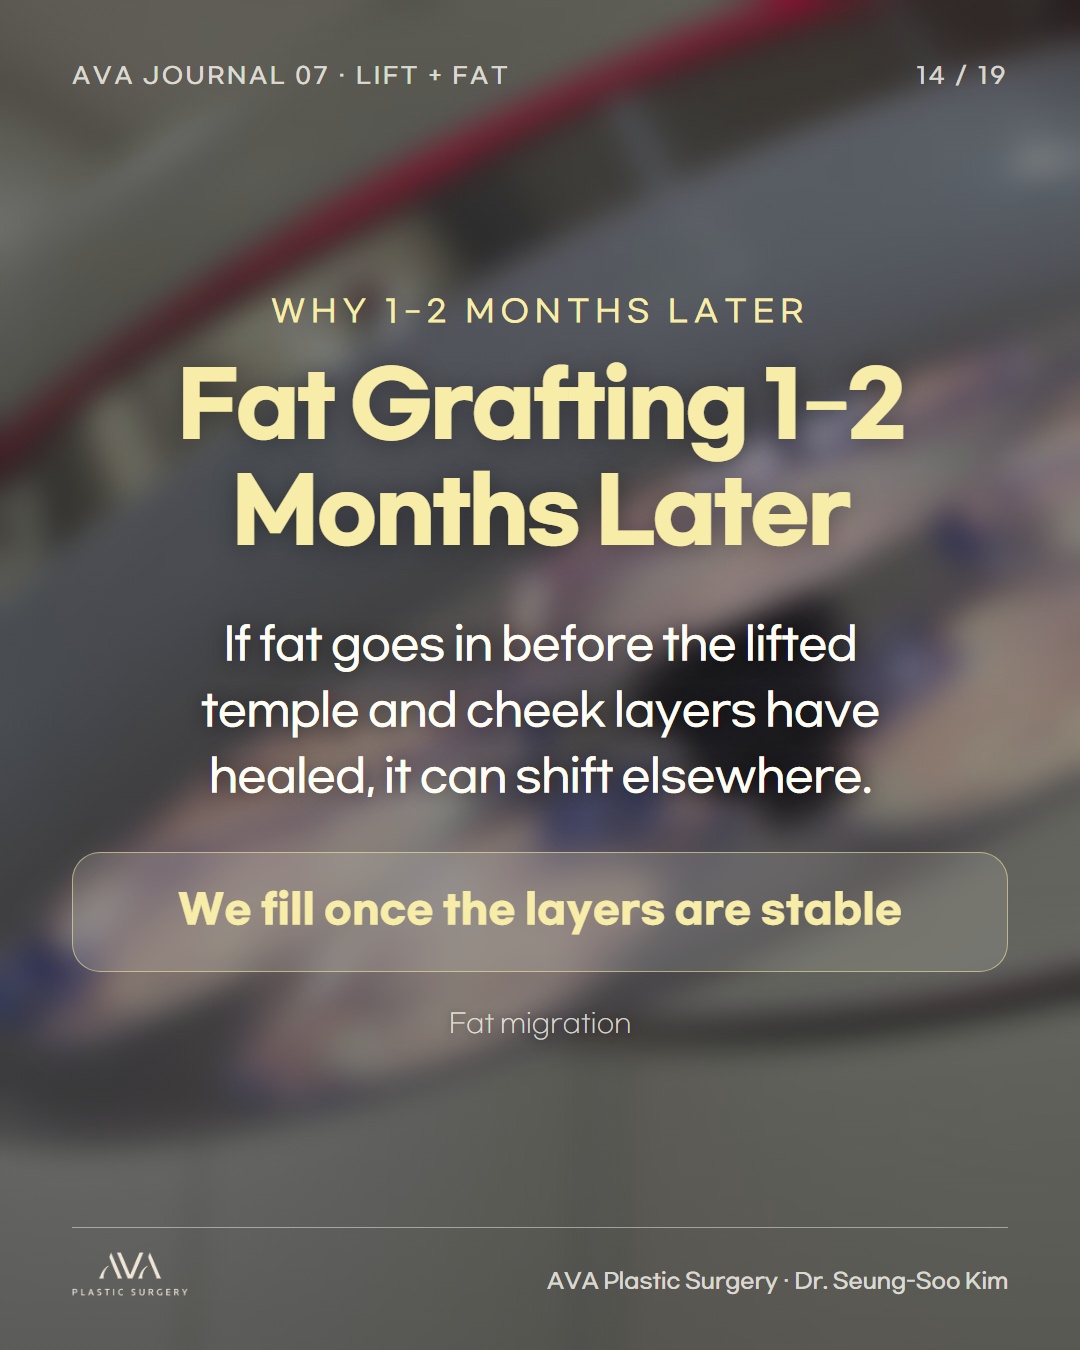 AVA JOURNAL 07 · LIFT + FAT
14 / 19
WHY 1–2 MONTHS LATER
Fat Grafting 1–2
Months Later
If fat goes in before the lifted
temple and cheek layers have
healed, it can shift elsewhere.
We fill once the layers are stable
Fat migration
AVA
PLASTIC SURGERY
AVA Plastic Surgery · Dr. Seung-Soo Kim